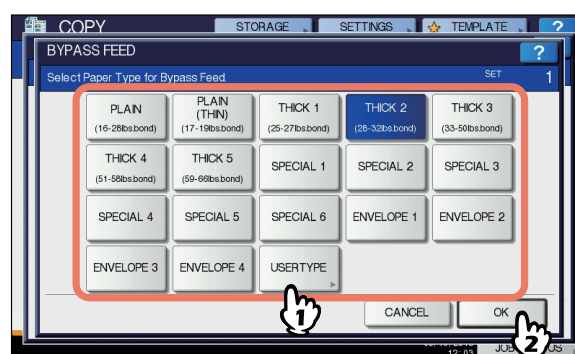 COPY STORAGE SETTINGS TEMPLATE ?
BYPASS FEED ?
Select Paper Type for Bypass Feed. SET 1
PLAIN
(16-28lbs.bond)
PLAIN
(THIN)
(17-19lbs.bond)
THICK 1
(25-27lbs.bond)
THICK 2
(28-32lbs.bond)
THICK 3
(33-50lbs.bond)
THICK 4
(51-58lbs.bond)
THICK 5
(59-66lbs.bond)
SPECIAL 1
SPECIAL 2
SPECIAL 3
SPECIAL 4
SPECIAL 5
SPECIAL 6
ENVELOPE 1
ENVELOPE 2
ENVELOPE 3
ENVELOPE 4
USERTYPE
1
CANCEL
OK
2
12:03